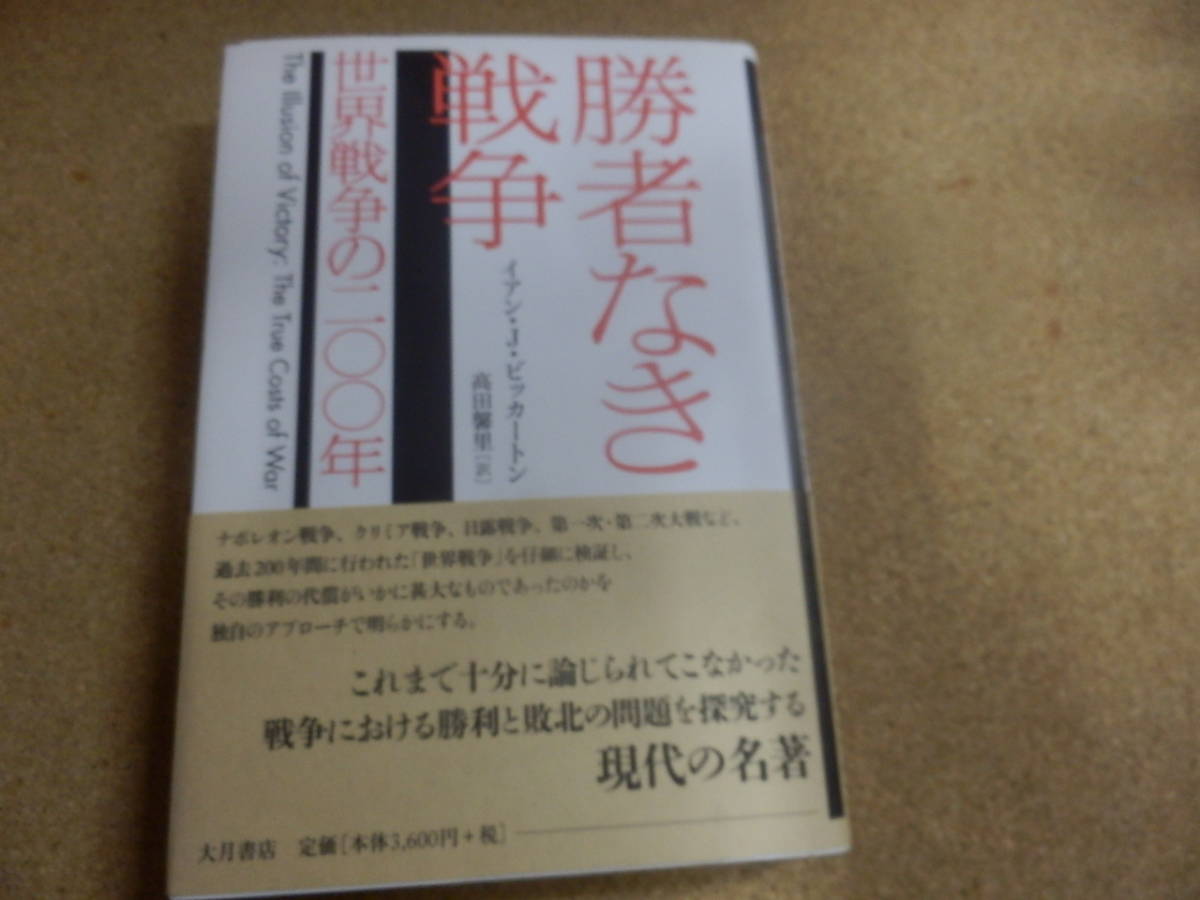 勝者なき
戦争
イアン・J・ビッカートン
高田馨里[訳]
世界戦争の二〇〇年
The Illusion of Victory: The True Costs of War
ナポレオン戦争、クリミア戦争、日露戦争、第一次・第二次大戦など、
過去200年間に行われた「世界戦争」を仔細に検証し、
その勝利の代償がいかに甚大なものであったのかを
独自のアプローチで明らかにする。
これまで十分に論じられてこなかった
戦争における勝利と敗北の問題を探究する
現代の名著
大月書店 定価[本体3,600円+税]